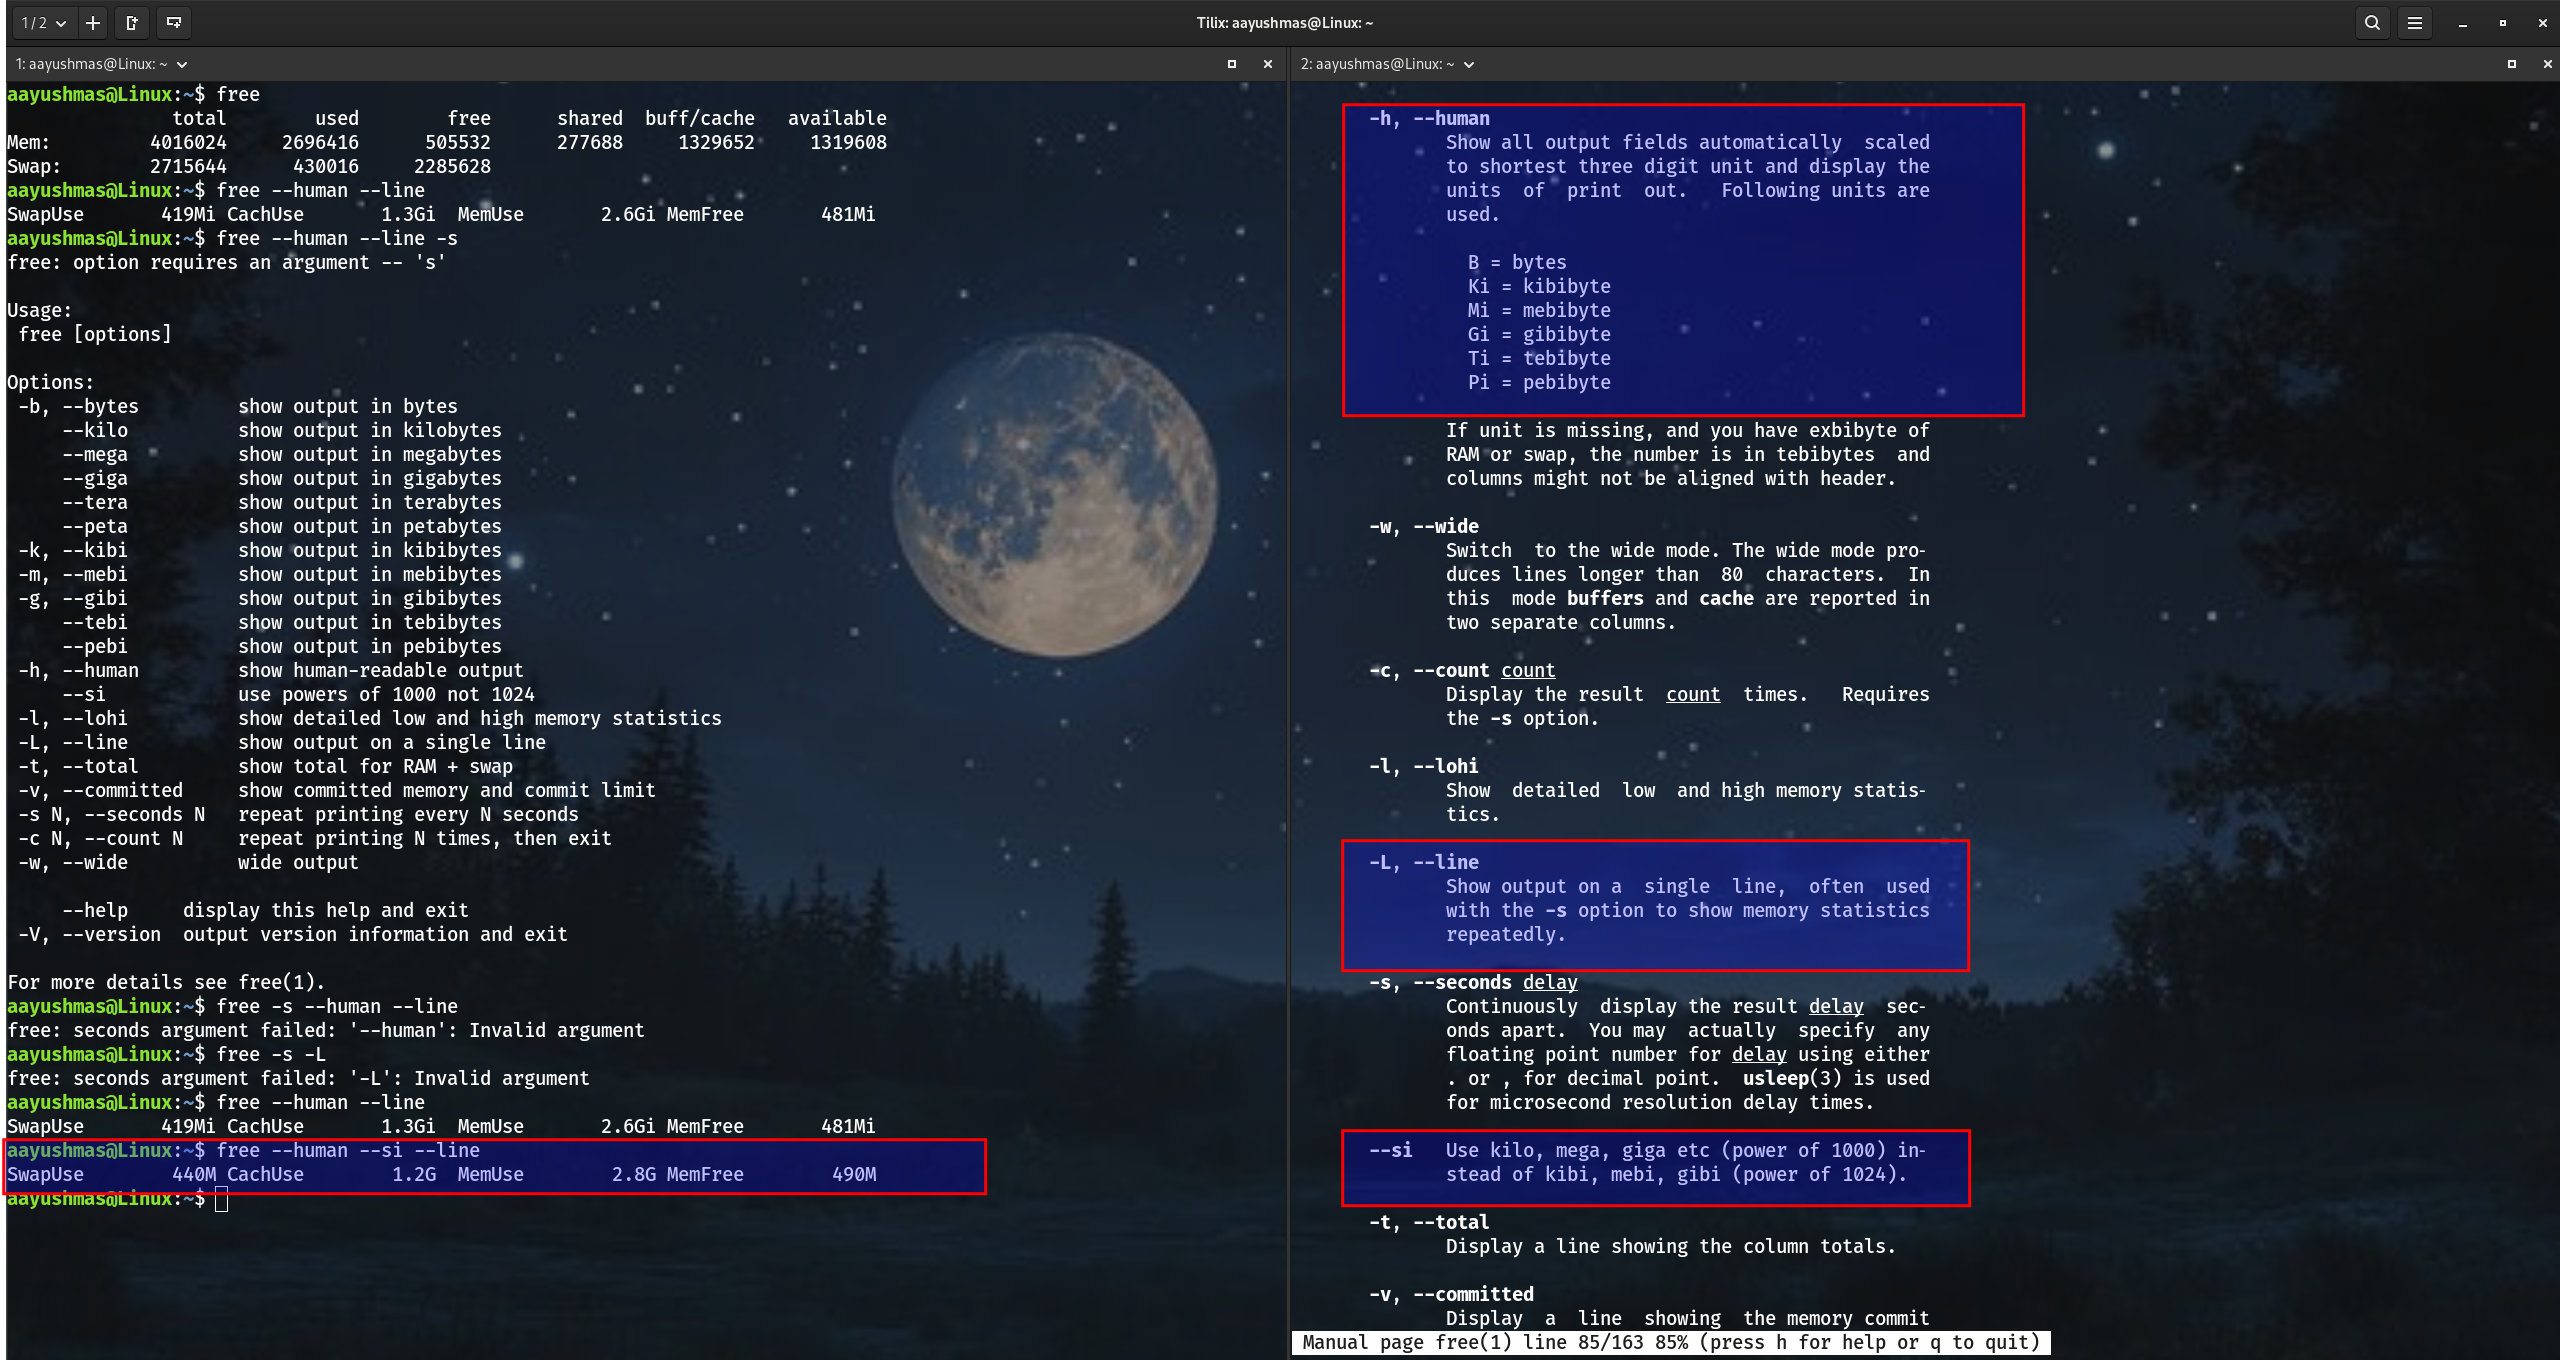 1 / 2
Tilix: aayushmas@Linux: ~
1: aayushmas@Linux: ~
aayushmas@Linux:~$ free
               total        used        free      shared  buff/cache   available
Mem:         4016024     2696416      505532      277688     1329652     1319608
Swap:        2715644      430016     2285628
aayushmas@Linux:~$ free --human --line
SwapUse       419Mi CachUse       1.3Gi  MemUse       2.6Gi MemFree       481Mi
aayushmas@Linux:~$ free --human --line -s
free: option requires an argument -- 's'
Usage:
 free [options]
Options:
 -b, --bytes         show output in bytes
     --kilo          show output in kilobytes
     --mega          show output in megabytes
     --giga          show output in gigabytes
     --tera          show output in terabytes
     --peta          show output in petabytes
 -k, --kibi          show output in kibibytes
 -m, --mebi          show output in mebibytes
 -g, --gibi          show output in gibibytes
     --tebi          show output in tebibytes
     --pebi          show output in pebibytes
 -h, --human         show human-readable output
     --si            use powers of 1000 not 1024
 -l, --lohi          show detailed low and high memory statistics
 -L, --line          show output on a single line
 -t, --total         show total for RAM + swap
 -v, --committed     show committed memory and commit limit
 -s N, --seconds N   repeat printing every N seconds
 -c N, --count N     repeat printing N times, then exit
 -w, --wide          wide output
     --help     display this help and exit
 -V, --version  output version information and exit
For more details see free(1).
aayushmas@Linux:~$ free -s --human --line
free: seconds argument failed: '--human': Invalid argument
aayushmas@Linux:~$ free -s -L
free: seconds argument failed: '-L': Invalid argument
aayushmas@Linux:~$ free --human --line
SwapUse       419Mi CachUse       1.3Gi  MemUse       2.6Gi MemFree       481Mi
aayushmas@Linux:~$ free --human --si --line
SwapUse        440M CachUse        1.2G  MemUse        2.8G MemFree        490M
aayushmas@Linux:~$
2: aayushmas@Linux: ~
-h, --human
Show all output fields automatically  scaled
to shortest three digit unit and display the
units  of  print  out.   Following units are
used.
B = bytes
Ki = kibibyte
Mi = mebibyte
Gi = gibibyte
Ti = tebibyte
Pi = pebibyte
If unit is missing, and you have exbibyte of
RAM or swap, the number is in tebibytes  and
columns might not be aligned with header.
-w, --wide
Switch  to the wide mode. The wide mode pro-
duces lines longer than  80  characters.  In
this  mode buffers and cache are reported in
two separate columns.
-c, --count count
Display the result  count  times.   Requires
the -s option.
-l, --lohi
Show  detailed  low  and high memory statis-
tics.
-L, --line
Show output on a  single  line,  often  used
with the -s option to show memory statistics
repeatedly.
-s, --seconds delay
Continuously  display the result delay  sec-
onds apart.  You may  actually  specify  any
floating point number for delay using either
. or , for decimal point.  usleep(3) is used
for microsecond resolution delay times.
--si   Use kilo, mega, giga etc (power of 1000) in-
stead of kibi, mebi, gibi (power of 1024).
-t, --total
Display a line showing the column totals.
-v, --committed
Display  a  line  showing  the memory commit
Manual page free(1) line 85/163 85% (press h for help or q to quit)